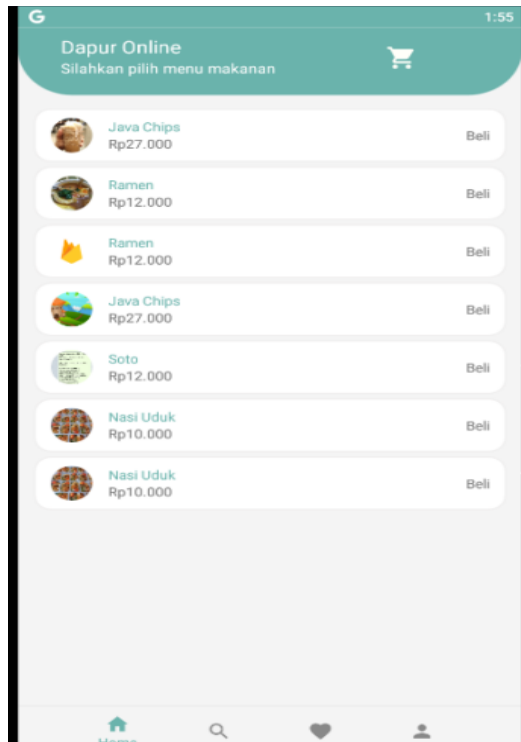 G 1:55
Dapur Online
Silahkan pilih menu makanan
Java Chips
Rp27.000
Beli
Ramen
Rp12.000
Beli
Ramen
Rp12.000
Beli
Java Chips
Rp27.000
Beli
Soto
Rp12.000
Beli
Nasi Uduk
Rp10.000
Beli
Nasi Uduk
Rp10.000
Beli
Home